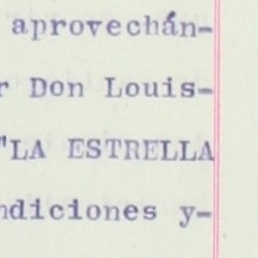 aprovechán-
r Don Louis-
"LA ESTRELLA
ndiciones y-